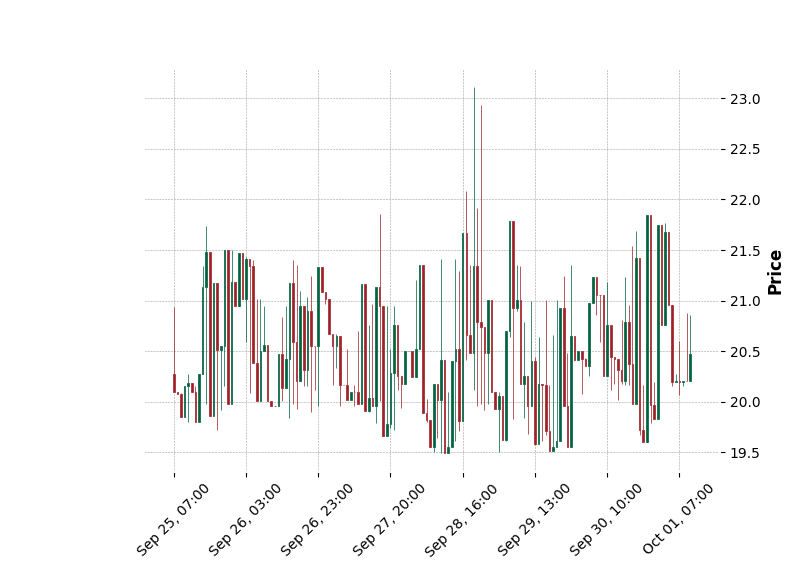 23.0
22.5
22.0
21.5
21.0
20.5
20.0
19.5
Price
Sep 25, 07:00
Sep 26, 03:00
Sep 26, 23:00
Sep 27, 20:00
Sep 28, 16:00
Sep 29, 13:00
Sep 30, 10:00
Oct 01, 07:00